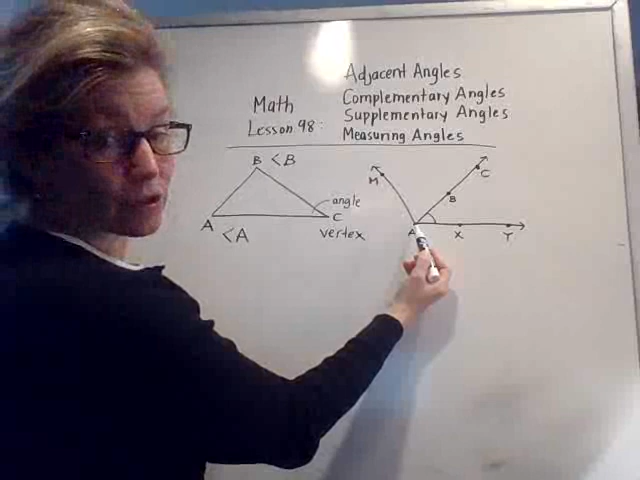 Adjacent Angles
Math Complementary Angles
Lesson 98: Supplementary Angles
Measuring Angles
B <B
A
<A
angle
C
vertex
M
C
B
A
X
Y